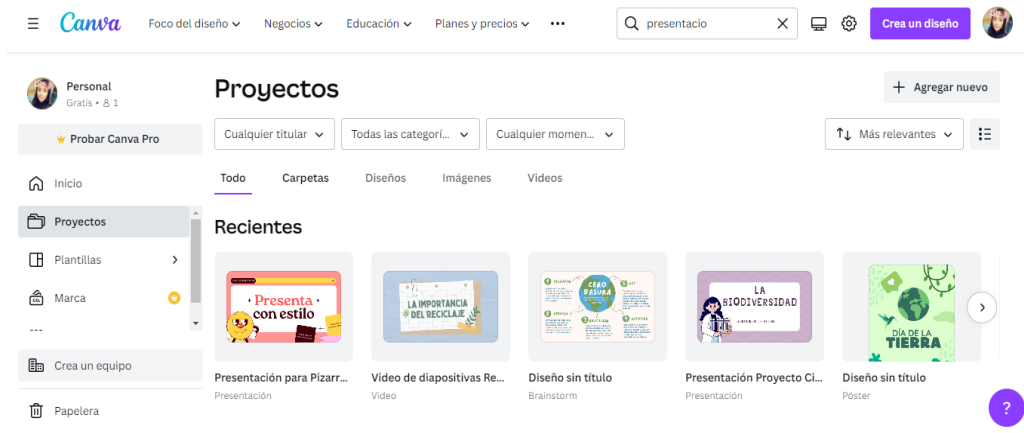 Canva
Foco del diseño
Negocios
Educación
Planes y precios
presentacio
Crea un diseño
Personal
Gratis • 1
Probar Canva Pro
Inicio
Proyectos
Plantillas
Marca
Crea un equipo
Papelera
Proyectos
Agregar nuevo
Cualquier titular
Todas las categorí...
Cualquier momen...
Más relevantes
Todo
Carpetas
Diseños
Imágenes
Videos
Recientes
Presenta
con estilo
Presentación para Pizarr...
Presentación
LA IMPORTANCIA
DEL RECICLAJE
Video de diapositivas Re...
Video
CERO
BASURA
Diseño sin título
Brainstorm
LA
BIODIVERSIDAD
Presentación Proyecto Ci...
Presentación
DÍA DE LA
TIERRA
Diseño sin título
Póster
?